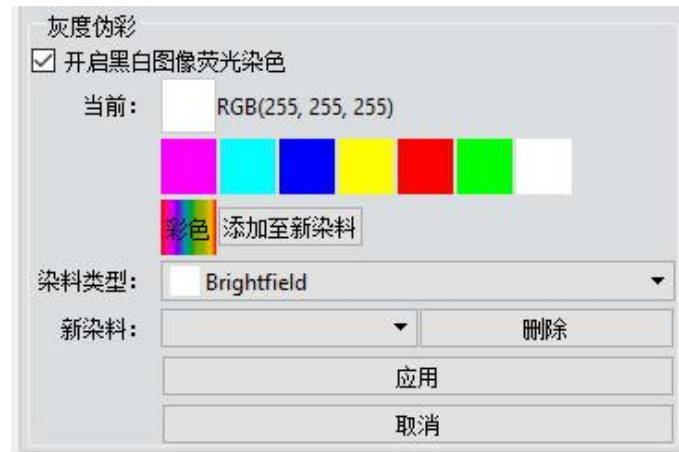 灰度伪彩
开启黑白图像荧光染色
当前: RGB(255, 255, 255)
彩色 添加至新染料
染料类型: Brightfield
新染料: 删除
应用
取消